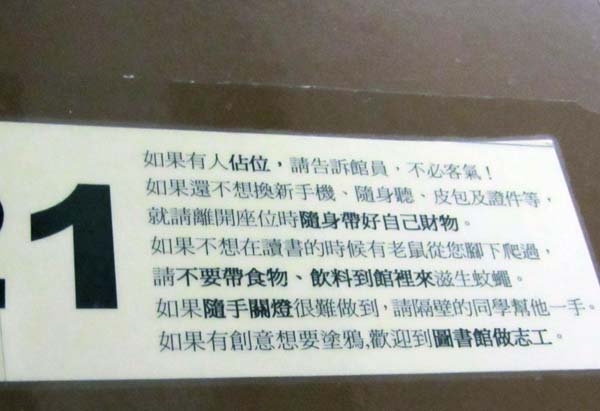 21
如果有人佔位，請告訴館員，不必客氣！
如果還不想換新手機、隨身聽、皮包及證件等，
就請離開座位時隨身帶好自己財物。
如果不想在讀書的時候有老鼠從您腳下爬過，
請不要帶食物、飲料到館裡來滋生蚊蠅。
如果隨手關燈很難做到，請隔壁的同學幫他一手。
如果有創意想要塗鴉,歡迎到圖書館做志工。